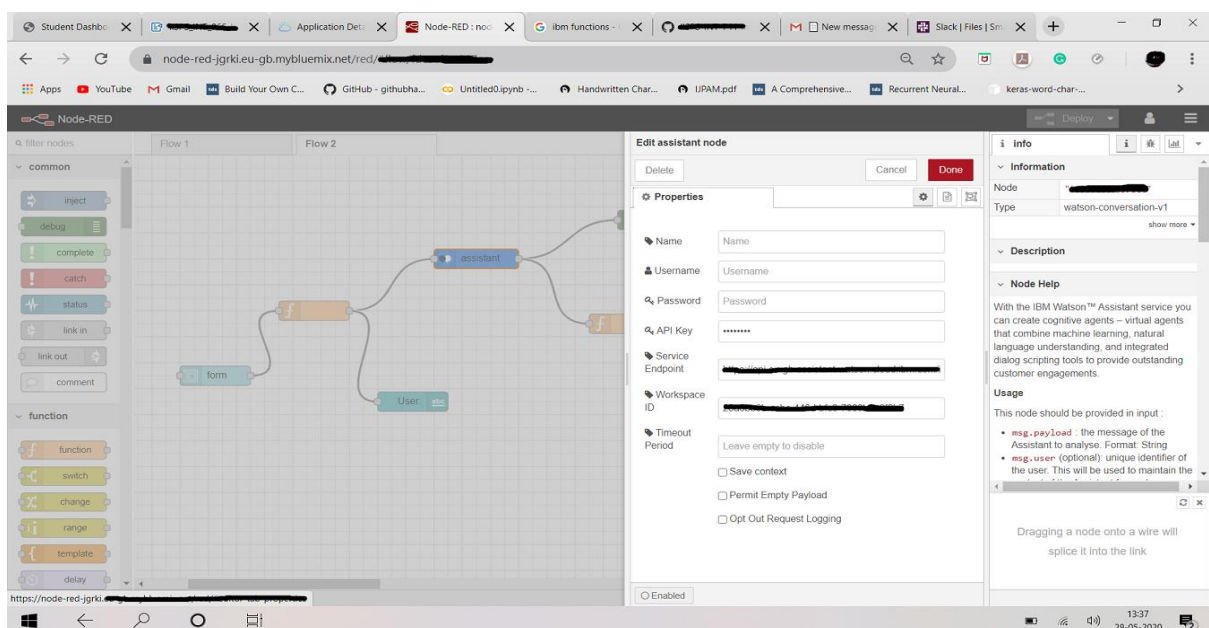 Student Dashbo
Application Deta
Node-RED : nod
ibm functions -
New messag
Slack | Files | Sm
node-red-jgrki.eu-gb.mybluemix.net/red/
Apps YouTube Gmail Build Your Own C... GitHub - githubha... Untitled0.ipynb -... Handwritten Char... UPAM.pdf A Comprehensive... Recurrent Neural... keras-word-char-...
Node-RED
Deploy
filter nodes
Flow 1
Flow 2
common
inject
debug
complete
catch
status
link in
link out
comment
function
function
switch
change
range
template
delay
form
assistant
User
abc
Edit assistant node
Delete
Cancel
Done
Properties
Name
Name
Username
Username
Password
Password
API Key
Service
Endpoint
Workspace
ID
Timeout
Period
Leave empty to disable
Save context
Permit Empty Payload
Opt Out Request Logging
Enabled
info
Information
Node
Type watson-conversation-v1
show more
Description
Node Help
With the IBM Watson™ Assistant service you
can create cognitive agents – virtual agents
that combine machine learning, natural
language understanding, and integrated
dialog scripting tools to provide outstanding
customer engagements.
Usage
This node should be provided in input :
msg.payload : the message of the
Assistant to analyse. Format: String
msg.user (optional): unique identifier of
the user. This will be used to maintain the
Dragging a node onto a wire will
splice it into the link
https://node-red-jgrki.
13:37
28-05-2020